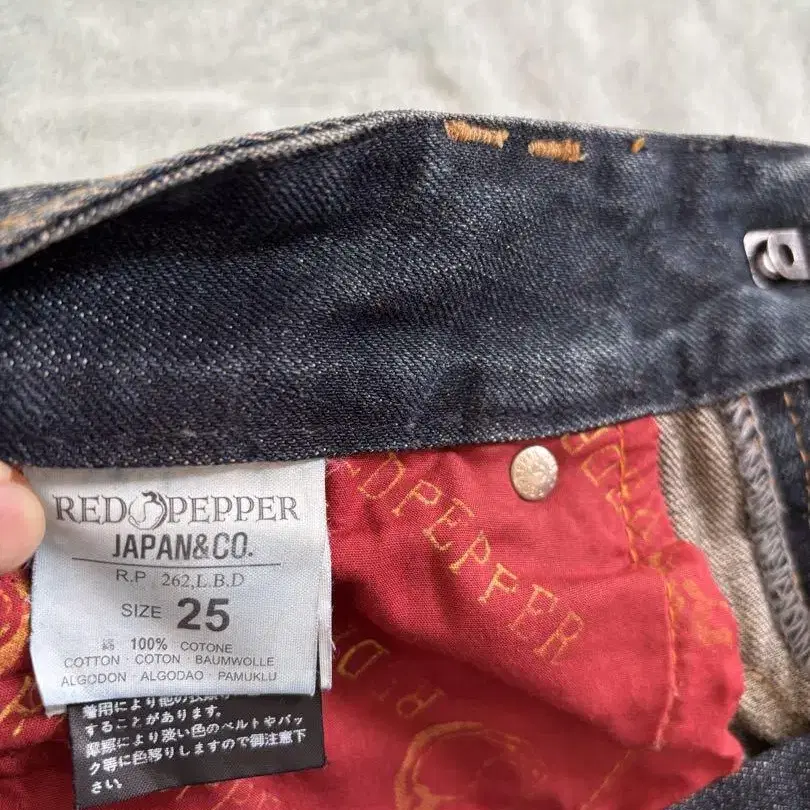 RED PEPPER
JAPAN&CO.
R.P 262,L.B.D
SIZE 25
綿 100% COTONE
COTTON · COTON · BAUMWOLLE
ALGODON · ALGODAO · PAMUKLU
着用により他の衣類
することがあります。
摩擦により淡い色のベルトやバッ
ク等に色移りしますので御注意下
さい。
REDPEPPER